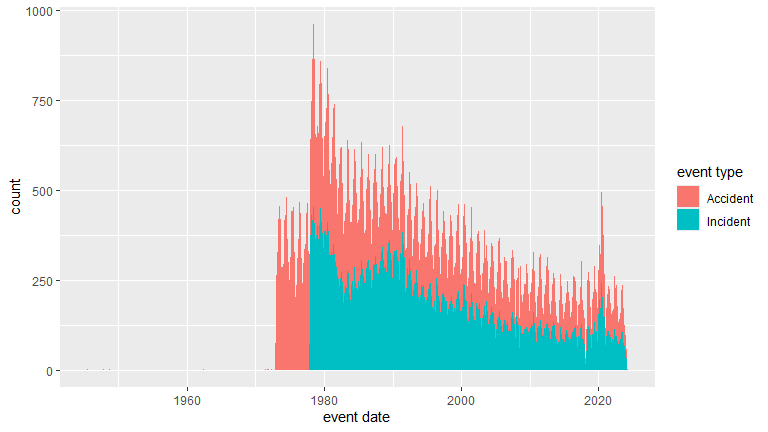 1000
750
500
250
0
count
1960
1980
2000
2020
event date
event type
Accident
Incident